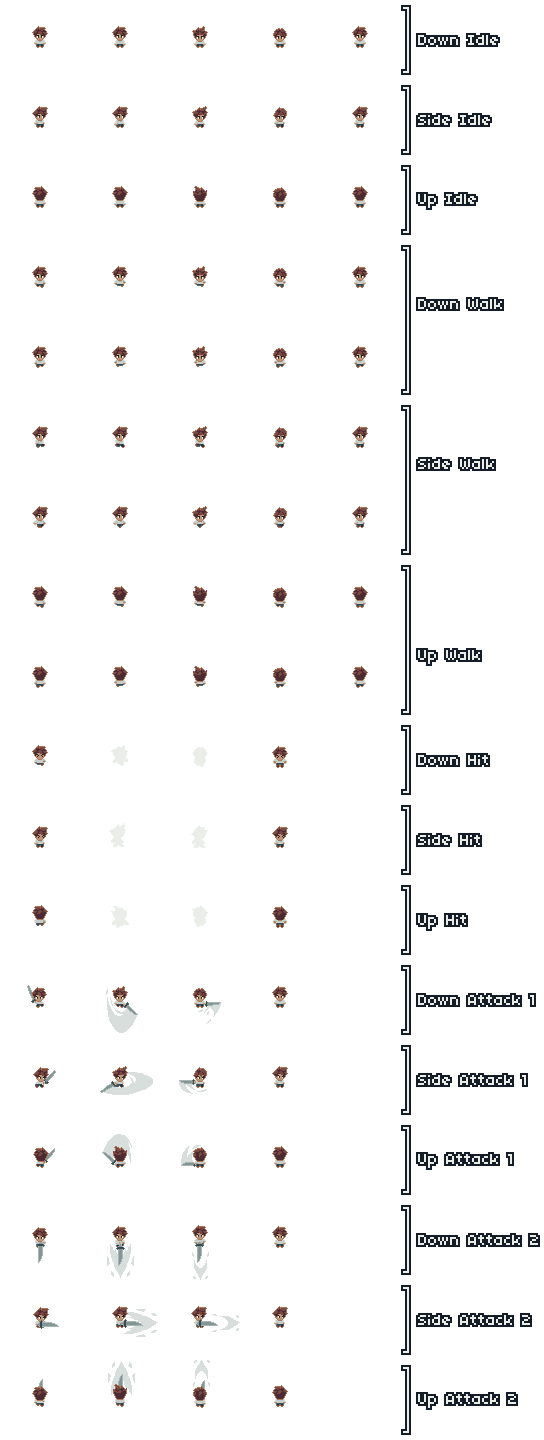 Down Idle
Side Idle
Up Idle
Down Walk
Side Walk
Up Walk
Down Hit
Side Hit
Up Hit
Down Attack 1
Side Attack 1
Up Attack 1
Down Attack 2
Side Attack 2
Up Attack 2